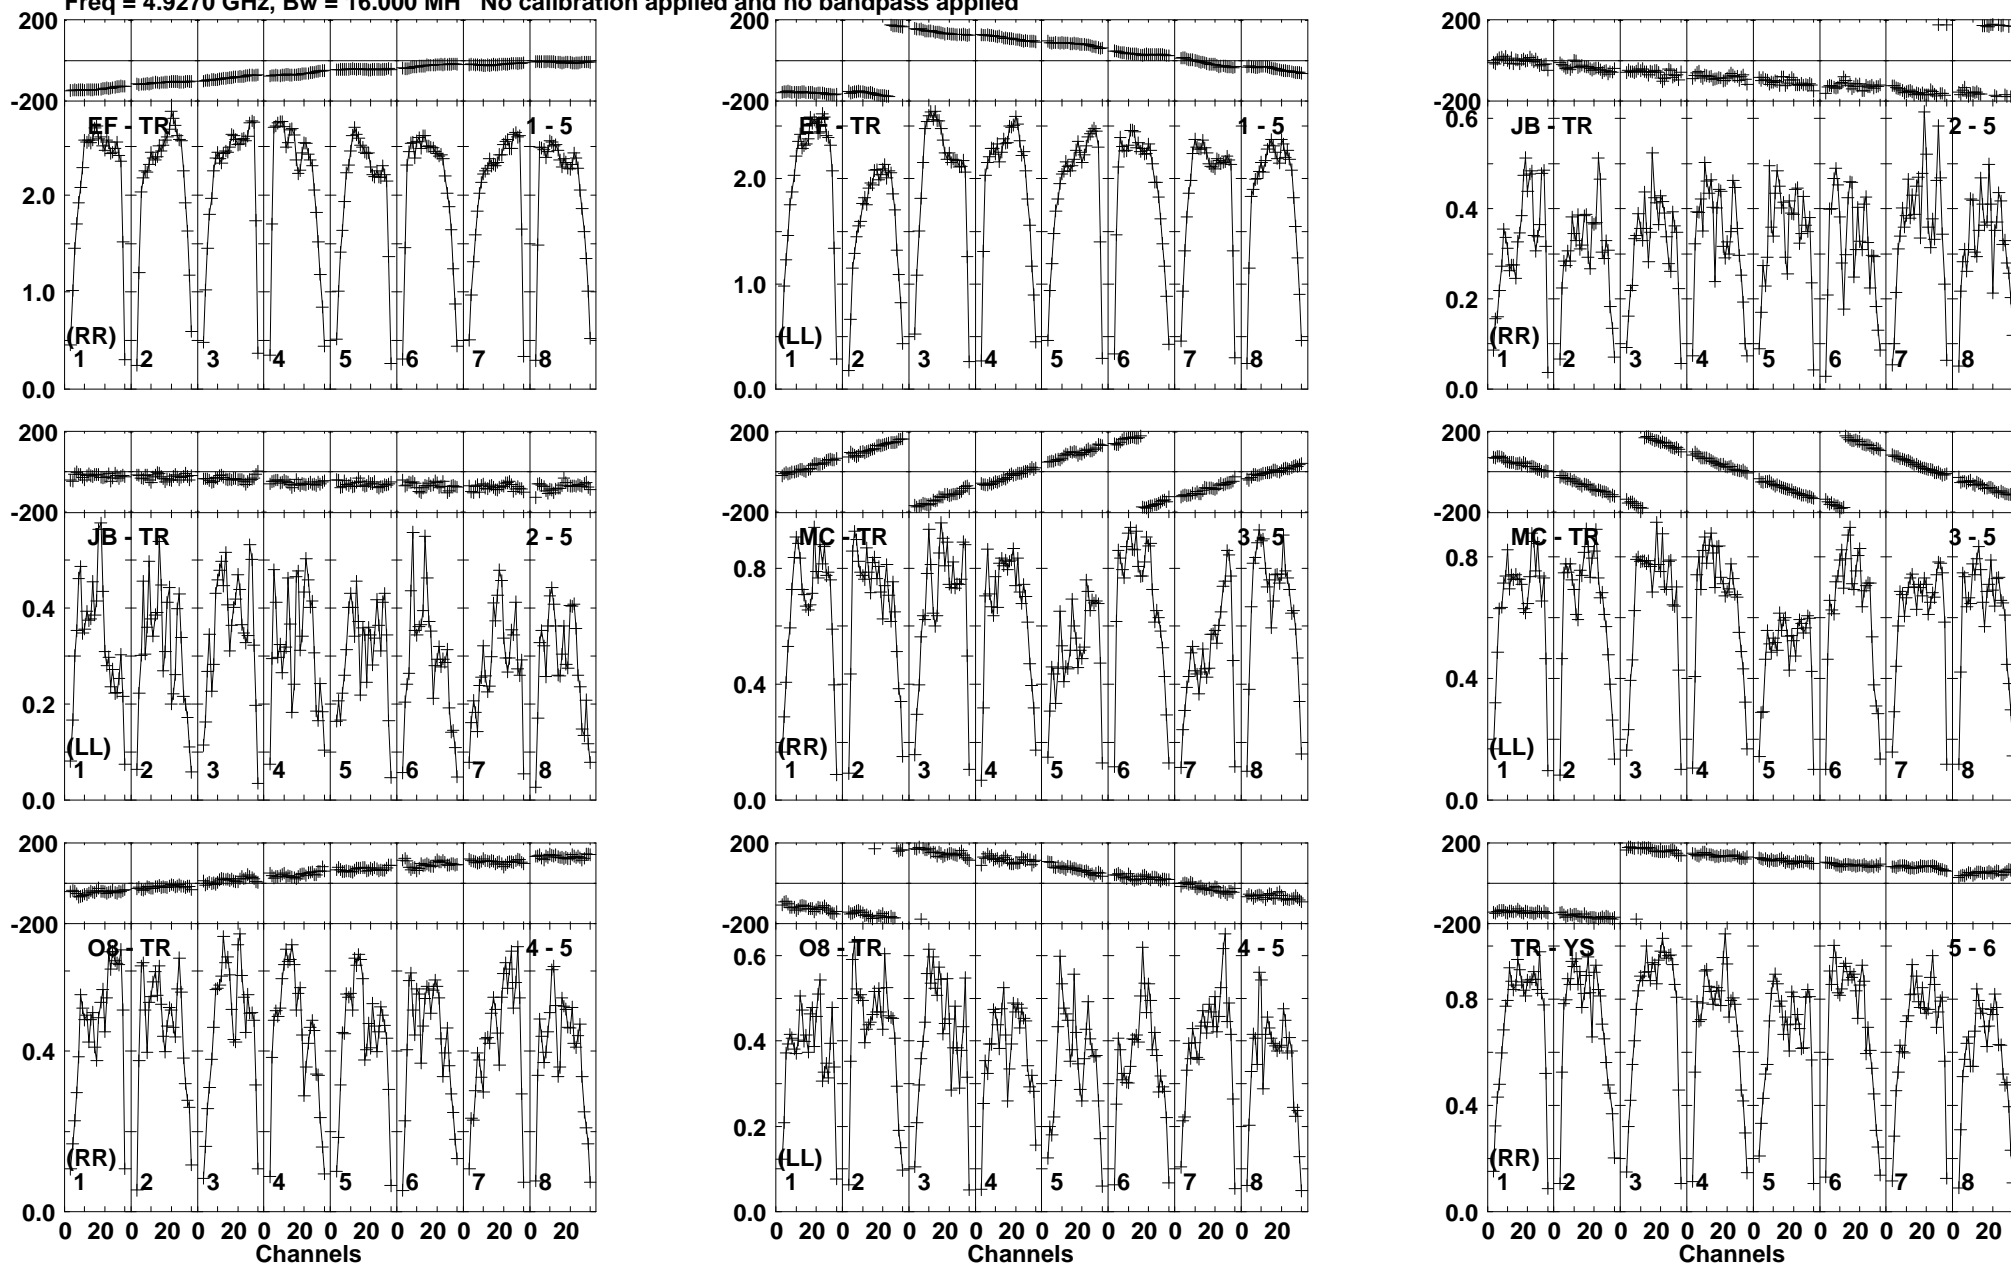 Freq = 4.9270 GHz, Bw = 16.000 MH No calibration applied and no bandpass applied
200 200 200
-200 -200 -200
EF - TR 1 - 5 EF - TR 1 - 5 JB - TR 2 - 5
0.6
2.0 2.0 0.4
1.0 1.0 0.2
(RR) (LL) (RR)
1 2 3 4 5 6 7 8 1 2 3 4 5 6 7 8 1 2 3 4 5 6 7 8
0.0 0.0 0.0
200 200 200
-200 -200 -200
JB - TR 2 - 5 MC - TR 3 - 5 MC - TR 3 - 5
0.8 0.8
0.4 0.4 0.4
0.2
(LL) (RR) (LL)
1 2 3 4 5 6 7 8 1 2 3 4 5 6 7 8 1 2 3 4 5 6 7 8
0.0 0.0 0.0
200 200 200
-200 -200 -200
O8 - TR 4 - 5 O8 - TR 4 - 5 TR - YS 5 - 6
0.6 0.8
0.4 0.4 0.4
0.2
(RR) (LL) (RR)
1 2 3 4 5 6 7 8 1 2 3 4 5 6 7 8 1 2 3 4 5 6 7 8
0.0 0.0 0.0
0 20 0 20 0 20 0 20 0 20 0 20 0 20 0 20 0 20 0 20 0 20 0 20 0 20 0 20 0 20 0 20 0 20 0 20 0 20 0 20 0 20 0 20 0 20 0 20
Channels Channels Channels